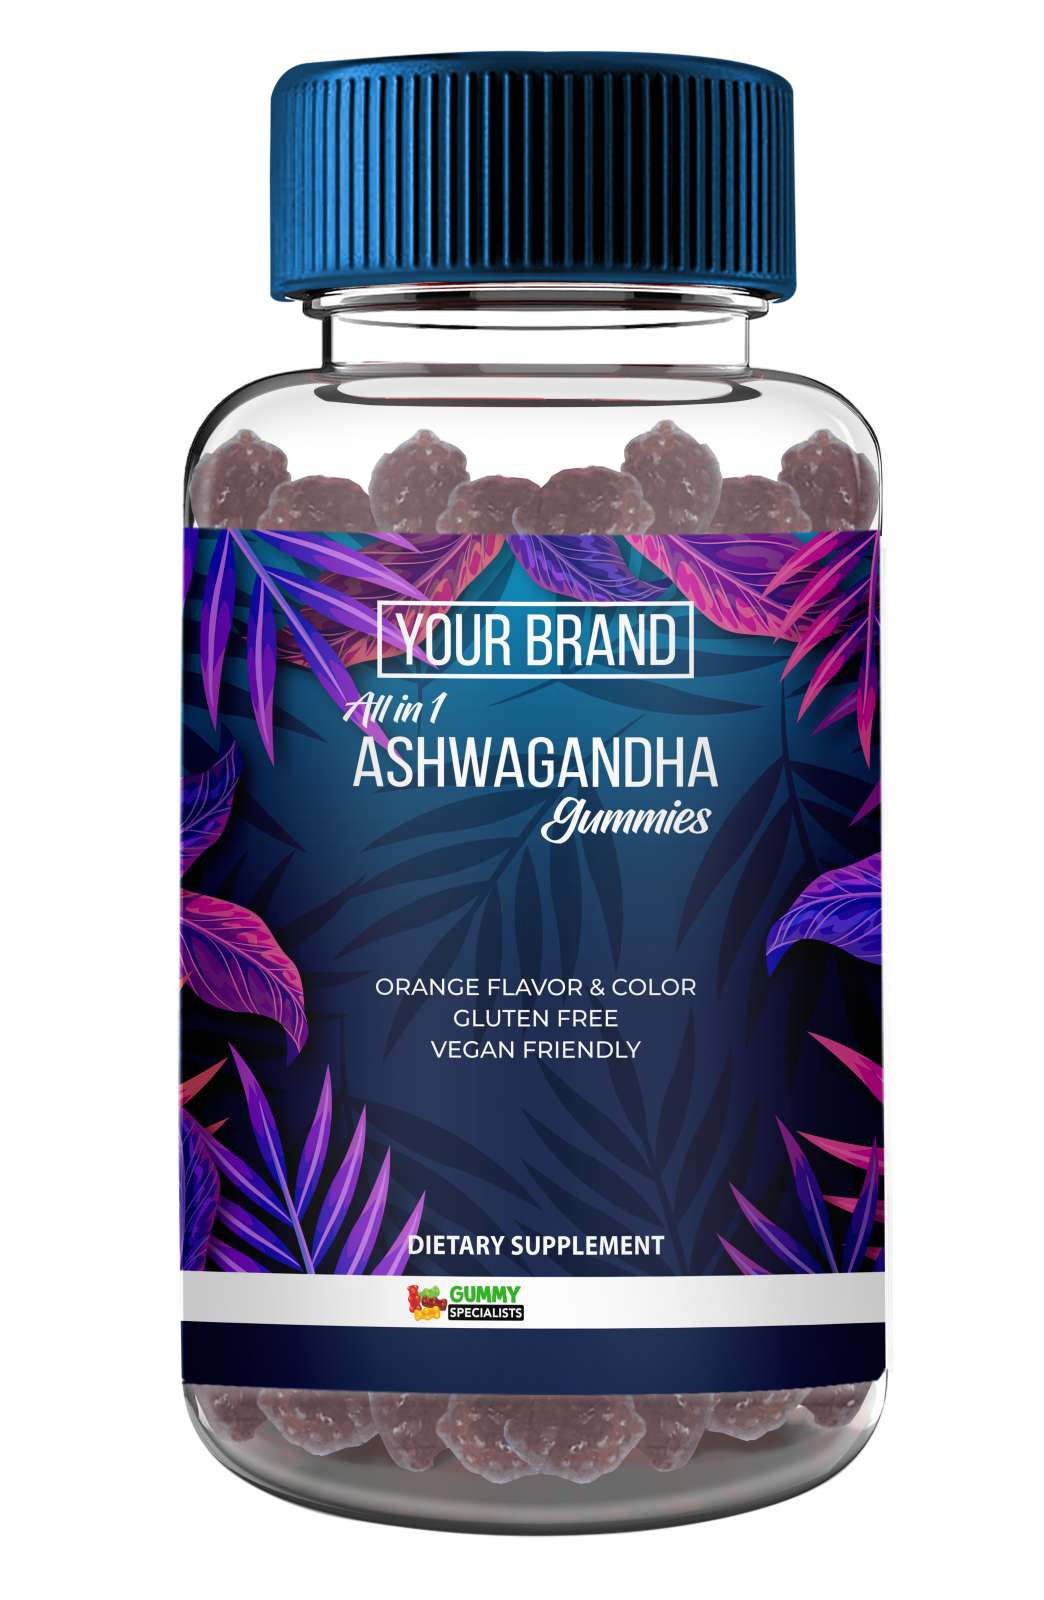 YOUR BRAND
All in 1
ASHWAGANDHA
gummies
ORANGE FLAVOR & COLOR
GLUTEN FREE
VEGAN FRIENDLY
DIETARY SUPPLEMENT
GUMMY
SPECIALISTS